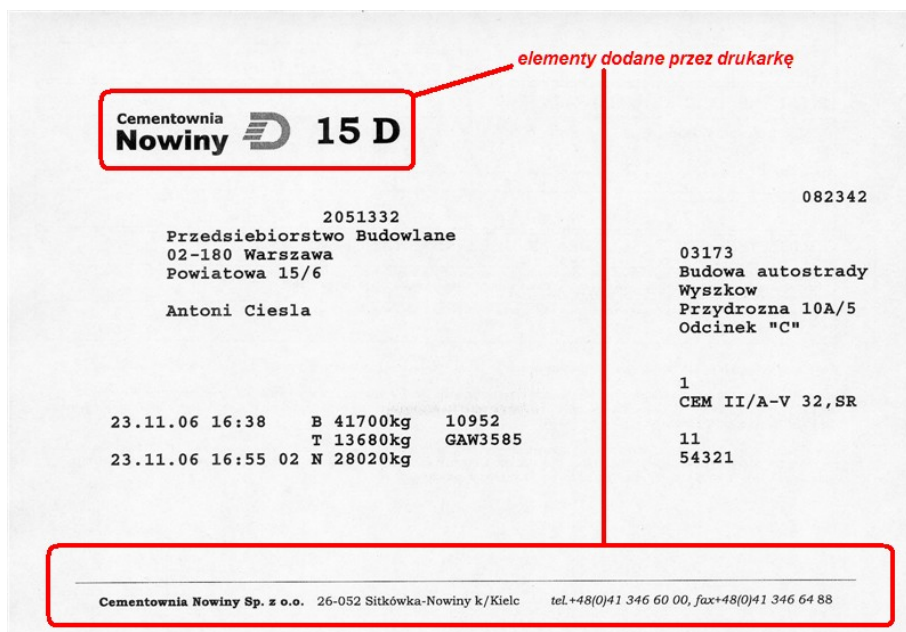 elementy dodane przez drukarkę
Cementownia
Nowiny 15 D
082342
2051332
Przedsiebiorstwo Budowlane
02-180 Warszawa
Powiatowa 15/6
Antoni Ciesla
03173
Budowa autostrady
Wyszkow
Przydrozna 10A/5
Odcinek "C"
1
CEM II/A-V 32,SR
23.11.06 16:38 B 41700kg 10952
T 13680kg GAW3585
23.11.06 16:55 02 N 28020kg
11
54321
Cementownia Nowiny Sp. z o.o. 26-052 Sitkówka-Nowiny k/Kielc tel.+48(0)41 346 60 00, fax+48(0)41 346 64 88